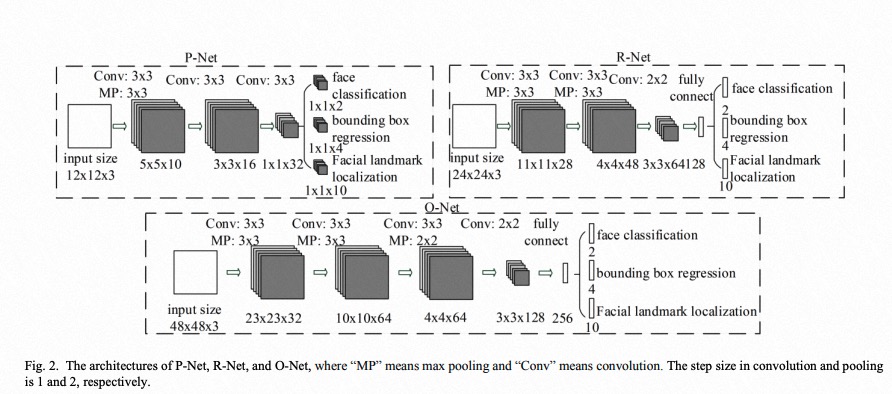 P-Net
Conv: 3x3 Conv: 3x3 Conv: 3x3
MP: 3x3
face
classification
1x1x2
bounding box
regression
1x1x4
Facial landmark
localization
1x1x10
input size
12x12x3
5x5x10 3x3x16 1x1x32
R-Net
Conv: 3x3 Conv: 3x3 Conv: 2x2 fully
MP: 3x3 MP: 3x3 connect
face classification
2
bounding box
regression
4
Facial landmark
localization
10
input size
24x24x3
11x11x28 4x4x48 3x3x64 128
O-Net
Conv: 3x3 Conv: 3x3 Conv: 3x3 Conv: 2x2 fully
MP: 3x3 MP: 3x3 MP: 2x2 connect
face classification
2
bounding box regression
4
Facial landmark localization
10
input size
48x48x3
23x23x32 10x10x64 4x4x64 3x3x128 256
Fig. 2. The architectures of P-Net, R-Net, and O-Net, where “MP” means max pooling and “Conv” means convolution. The step size in convolution and pooling
is 1 and 2, respectively.